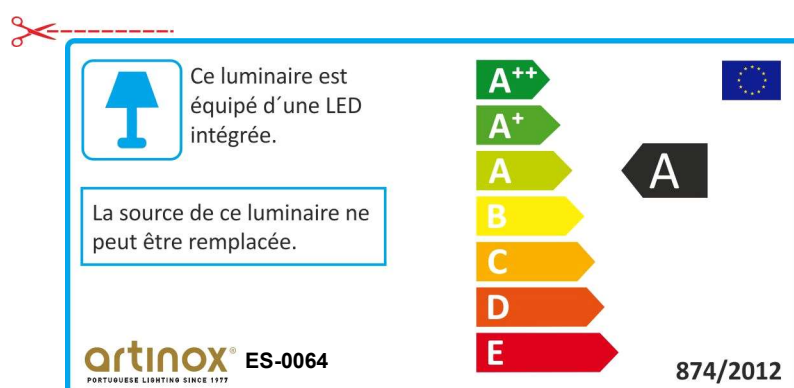 Ce luminaire est
équipé d´une LED
intégrée.
La source de ce luminaire ne
peut être remplacée.
artinox® ES-0064
PORTUGUESE LIGHTING SINCE 1977
A++
A+
A
B
C
D
E
A
874/2012